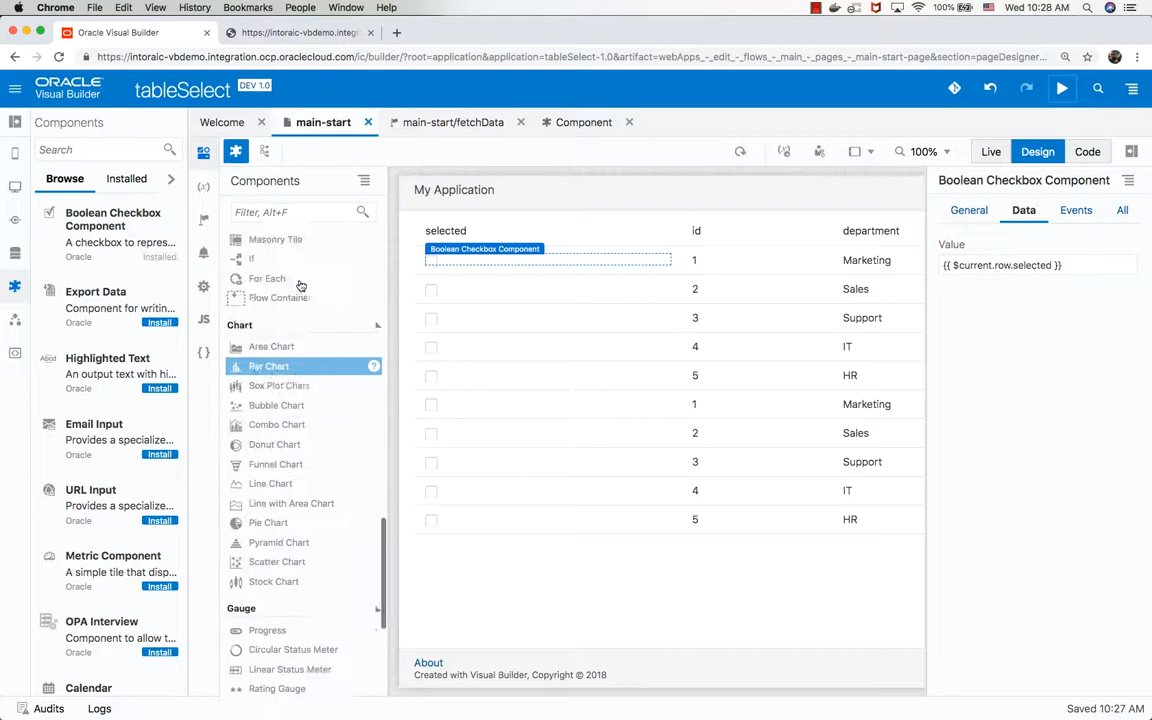 Chrome File Edit View History Bookmarks People Window Help
100% Wed 10:28 AM
Oracle Visual Builder
https://intoraic-vbdemo.integ
https://intoraic-vbdemo.integration.ocp.oraclecloud.com/ic/builder/?root=application&application=tableSelect-1.0&artifact=webApps_-_edit_-_flows_-_main_-_pages_-_main-start-page&section=pageDesigner...
ORACLE
Visual Builder
tableSelect
DEV 1.0
Components
Welcome
main-start
main-start/fetchData
Component
Search
Browse
Installed
Boolean Checkbox
Component
A checkbox to repres...
Oracle
Installed
Export Data
Component for writin...
Oracle
Install
Highlighted Text
An output text with hi...
Oracle
Install
Email Input
Provides a specialize...
Oracle
Install
URL Input
Provides a specialize...
Oracle
Install
Metric Component
A simple tile that disp...
Oracle
Install
OPA Interview
Component to allow t...
Oracle
Install
Calendar
(x)
JS
{ }
Components
Filter, Alt+F
Masonry Tile
If
For Each
Flow Container
Chart
Area Chart
Bar Chart
?
Box Plot Chart
Bubble Chart
Combo Chart
Donut Chart
Funnel Chart
Line Chart
Line with Area Chart
Pie Chart
Pyramid Chart
Scatter Chart
Stock Chart
Gauge
Progress
Circular Status Meter
Linear Status Meter
Rating Gauge
100%
Live
Design
Code
My Application
selected id department
Boolean Checkbox Component
1 Marketing
2 Sales
3 Support
4 IT
5 HR
1 Marketing
2 Sales
3 Support
4 IT
5 HR
About
Created with Visual Builder, Copyright © 2018
Boolean Checkbox Component
General
Data
Events
All
Value
{{ $current.row.selected }}
Audits
Logs
Saved 10:27 AM